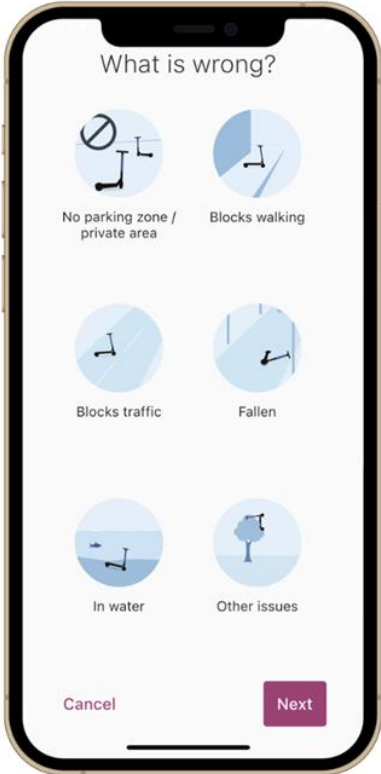 What is wrong?
No parking zone /
private area
Blocks walking
Blocks traffic
Fallen
In water
Other issues
Cancel
Next